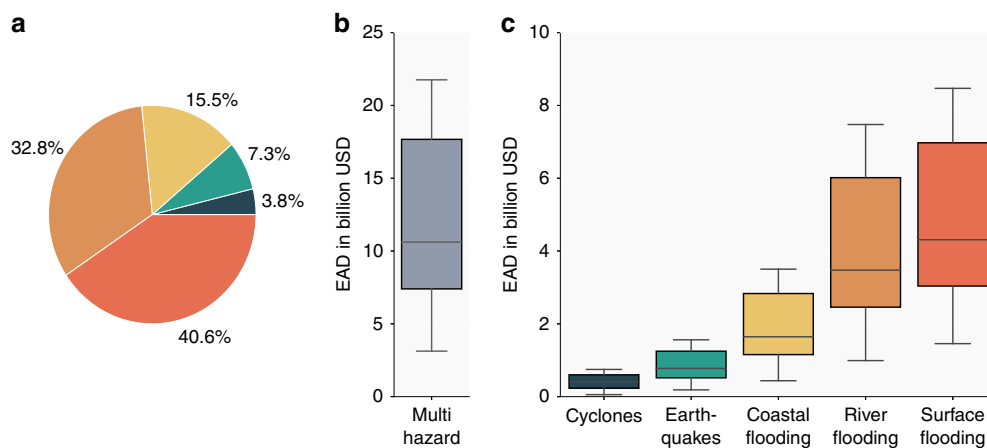 a
15.5%
32.8%
7.3%
3.8%
40.6%
b
25
20
15
10
5
0
EAD in billion USD
Multi
hazard
c
10
8
6
4
2
0
EAD in billion USD
Cyclones
Earth-
quakes
Coastal
flooding
River
flooding
Surface
flooding